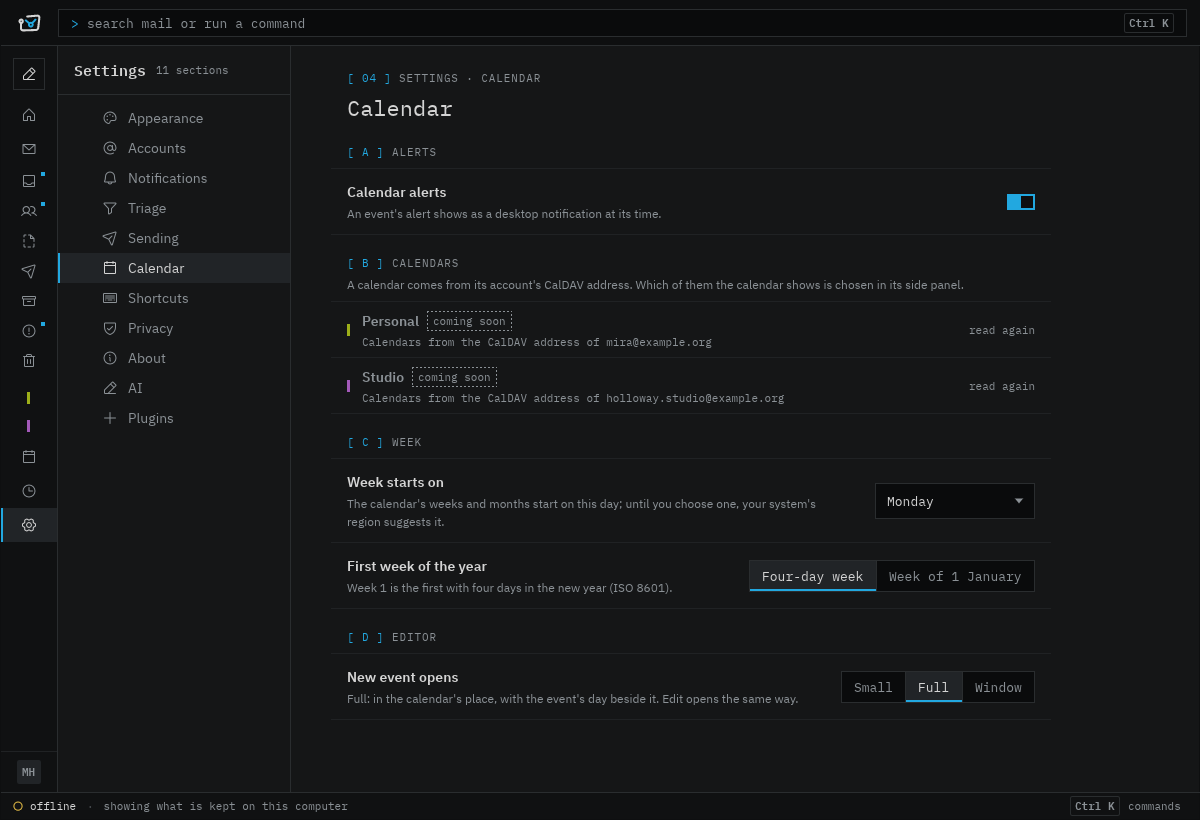 > search mail or run a command Ctrl K
Settings 11 sections
Appearance
Accounts
Notifications
Triage
Sending
Calendar
Shortcuts
Privacy
About
AI
Plugins
[ 04 ] SETTINGS · CALENDAR
Calendar
[ A ] ALERTS
Calendar alerts
An event's alert shows as a desktop notification at its time.
[ B ] CALENDARS
A calendar comes from its account's CalDAV address. Which of them the calendar shows is chosen in its side panel.
Personal coming soon
Calendars from the CalDAV address of mira@example.org
read again
Studio coming soon
Calendars from the CalDAV address of holloway.studio@example.org
read again
[ C ] WEEK
Week starts on
The calendar's weeks and months start on this day; until you choose one, your system's
region suggests it.
Monday
First week of the year
Week 1 is the first with four days in the new year (ISO 8601).
Four-day week Week of 1 January
[ D ] EDITOR
New event opens
Full: in the calendar's place, with the event's day beside it. Edit opens the same way.
Small Full Window
MH
offline · showing what is kept on this computer
Ctrl K commands